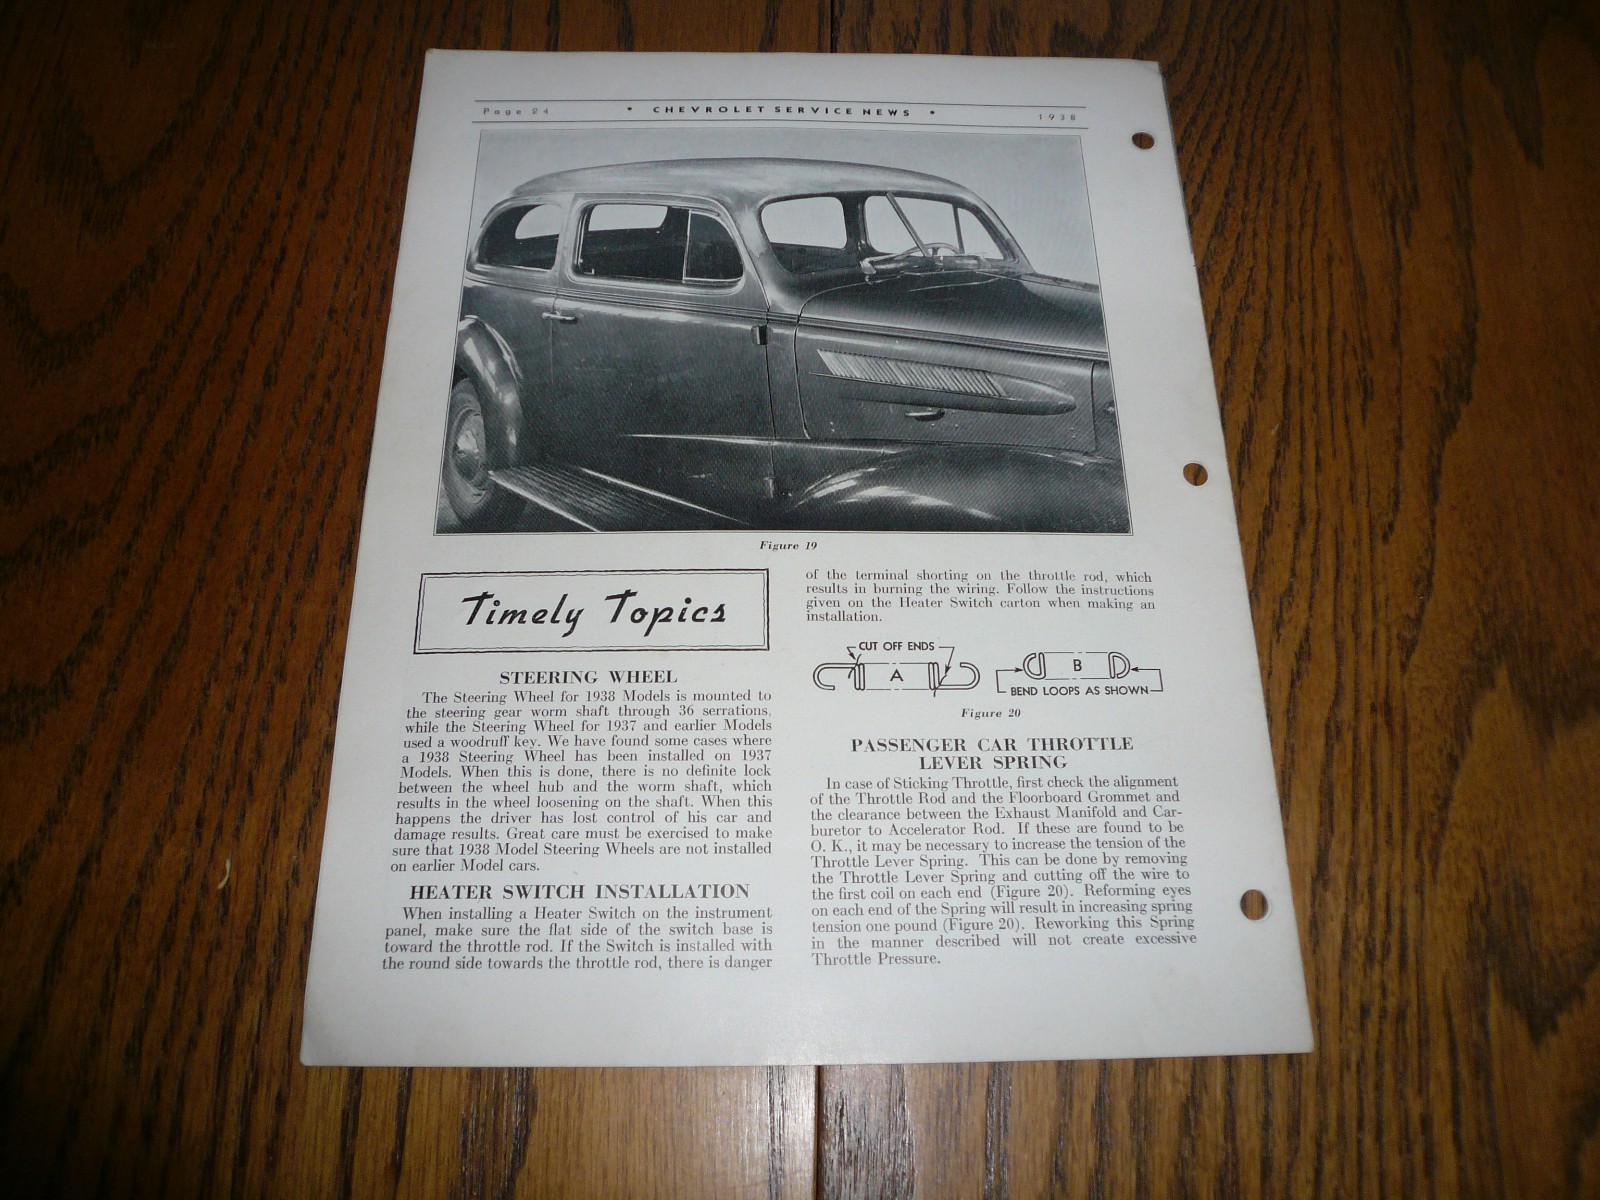 Page 24
• CHEVROLET SERVICE NEWS •
1938
Figure 19
Timely Topics
STEERING WHEEL
The Steering Wheel for 1938 Models is mounted to
the steering gear worm shaft through 36 serrations,
while the Steering Wheel for 1937 and earlier Models
used a woodruff key. We have found some cases where
a 1938 Steering Wheel has been installed on 1937
Models. When this is done, there is no definite lock
between the wheel hub and the worm shaft, which
results in the wheel loosening on the shaft. When this
happens the driver has lost control of his car and
damage results. Great care must be exercised to make
sure that 1938 Model Steering Wheels are not installed
on earlier Model cars.
HEATER SWITCH INSTALLATION
When installing a Heater Switch on the instrument
panel, make sure the flat side of the switch base is
toward the throttle rod. If the Switch is installed with
the round side towards the throttle rod, there is danger
of the terminal shorting on the throttle rod, which
results in burning the wiring. Follow the instructions
given on the Heater Switch carton when making an
installation.
CUT OFF ENDS
A
B
BEND LOOPS AS SHOWN
Figure 20
PASSENGER CAR THROTTLE
LEVER SPRING
In case of Sticking Throttle, first check the alignment
of the Throttle Rod and the Floorboard Grommet and
the clearance between the Exhaust Manifold and Car-
buretor to Accelerator Rod. If these are found to be
O. K., it may be necessary to increase the tension of the
Throttle Lever Spring. This can be done by removing
the Throttle Lever Spring and cutting off the wire to
the first coil on each end (Figure 20). Reforming eyes
on each end of the Spring will result in increasing spring
tension one pound (Figure 20). Reworking this Spring
in the manner described will not create excessive
Throttle Pressure.